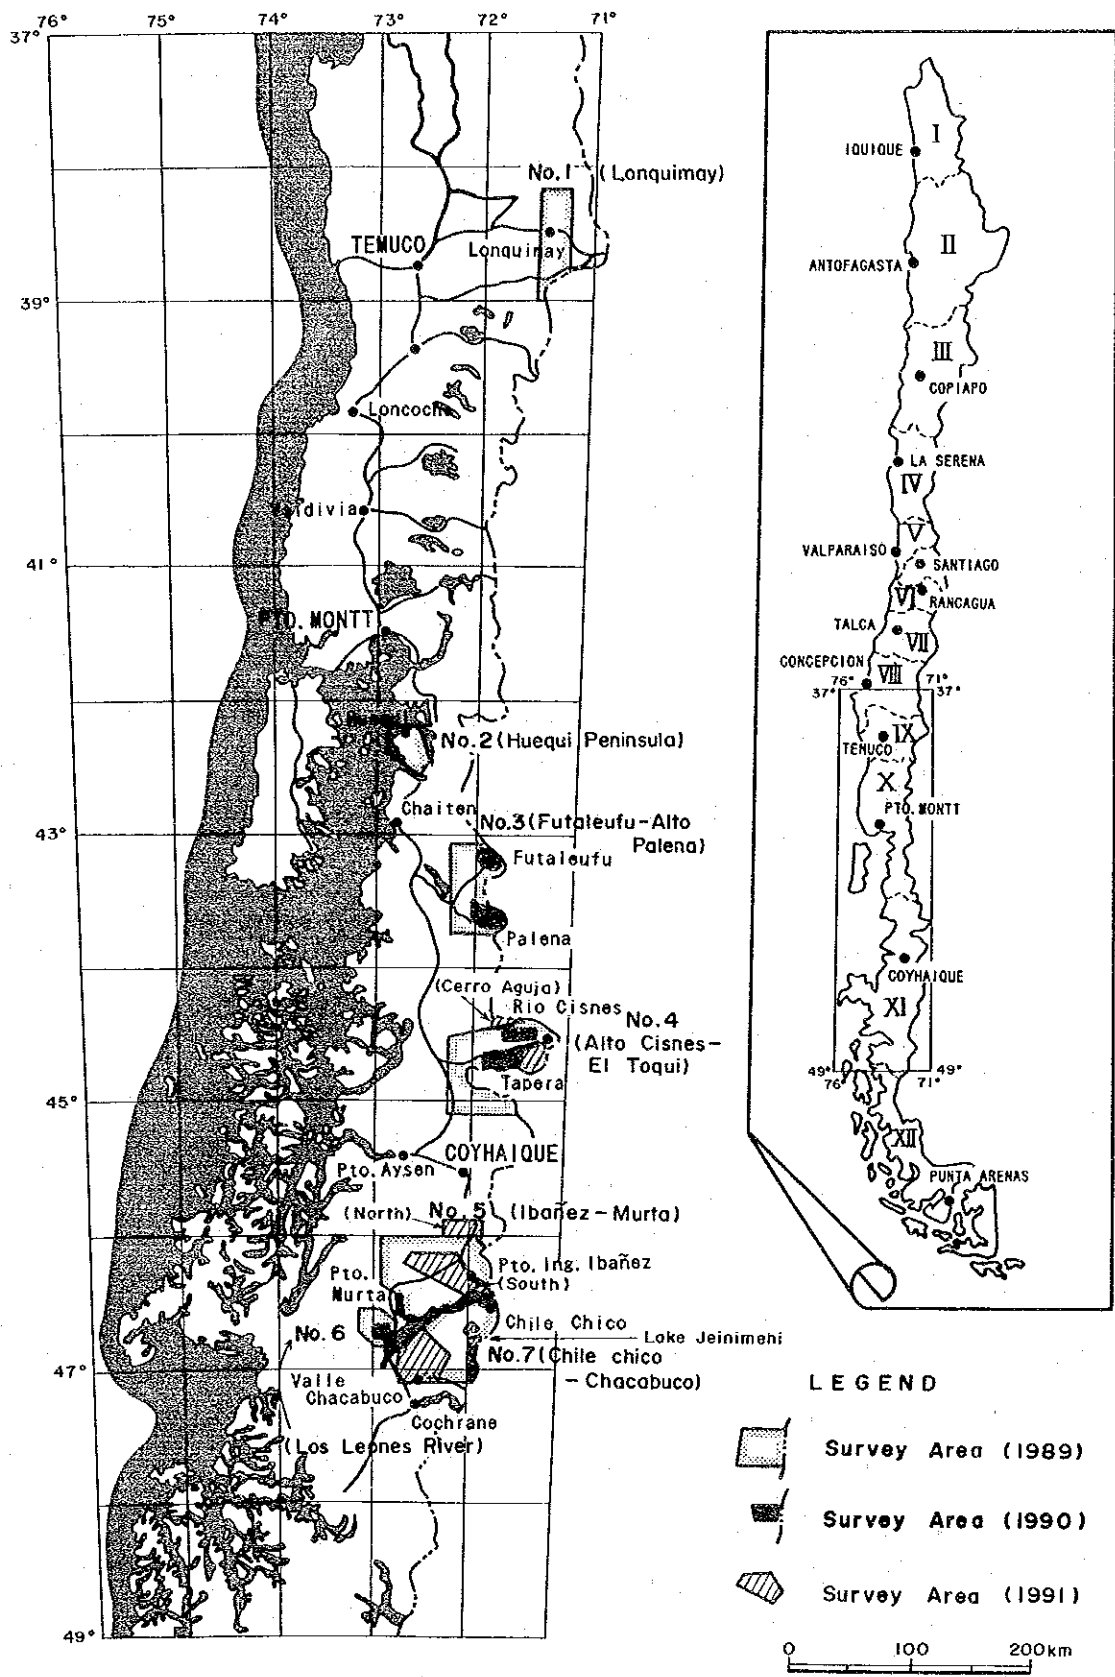 76° 75° 74° 73° 72° 71°
37°
No.1 (Lonquimay)
TEMUCO
Lonquimay
39°
Loncoche
Valdivia
41°
PTO. MONTT
No.2 (Huequi Peninsula)
Chaiten
No.3 (Futaleufu-Alto
Palena)
43°
Futaleufu
Palena
(Cerro Aguja)
Rio Cisnes
No.4
(Alto Cisnes-
El Toqui)
Tapera
45°
COYHAIQUE
Pto. Aysen
(North)
No. 5 (Ibañez-Murta)
Pto. Ing. Ibañez
(South)
Pto.
Murta
Chile Chico
No. 6
Lake Jeinimehi
No.7 (Chile chico
-Chacabuco)
47°
Valle
Chacabuco
Cochrane
(Los Leones River)
49°
I
IQUIQUE
II
ANTOFAGASTA
III
COPIAPO
LA SERENA
IV
V
VALPARAISO
SANTIAGO
VI
RANCAGUA
TALCA
VII
CONCEPCION
VIII
76° 71°
37° 37°
IX
TEMUCO
X
PTO. MONTT
COYHAIQUE
XI
49° 49°
76° 71°
XII
PUNTA ARENAS
LEGEND
Survey Area (1989)
Survey Area (1990)
Survey Area (1991)
0 100 200km